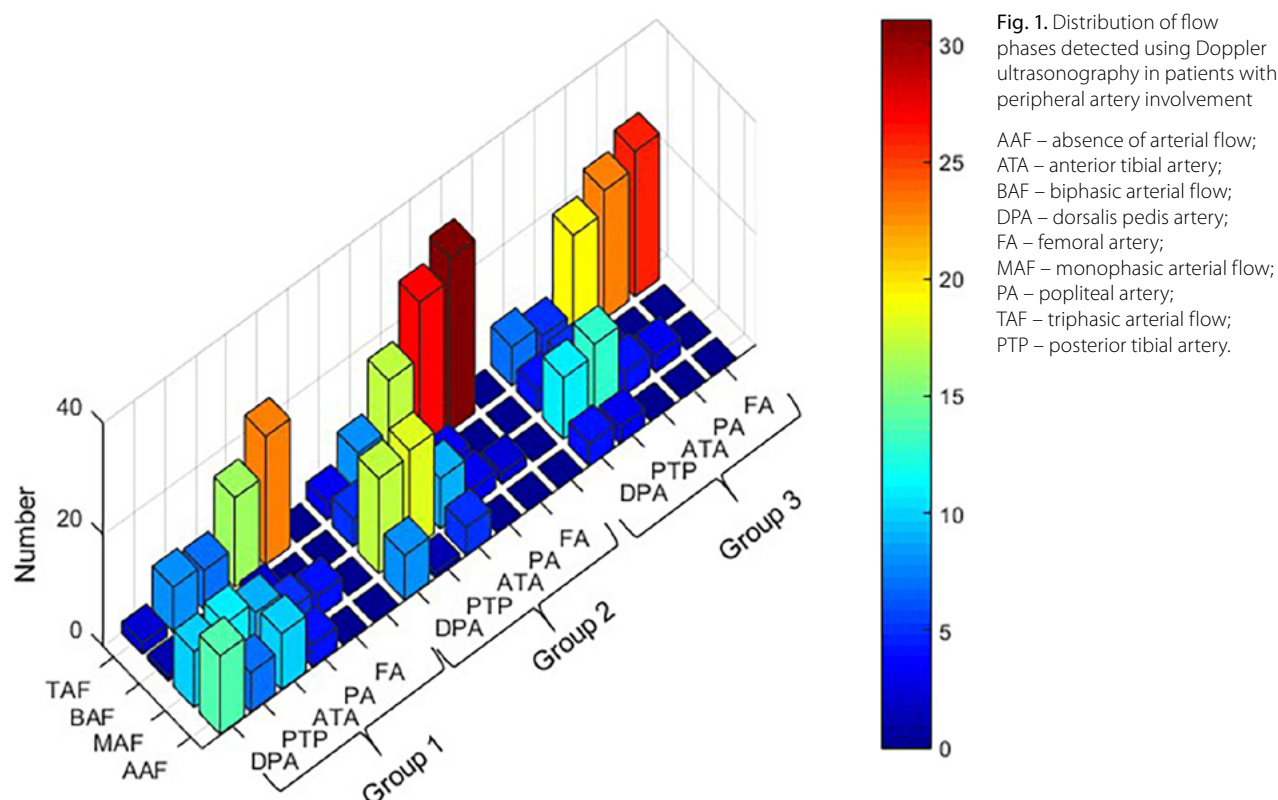 Fig. 1. Distribution of flow
phases detected using Doppler
ultrasonography in patients with
peripheral artery involvement
AAF – absence of arterial flow;
ATA – anterior tibial artery;
BAF – biphasic arterial flow;
DPA – dorsalis pedis artery;
FA – femoral artery;
MAF – monophasic arterial flow;
PA – popliteal artery;
TAF – triphasic arterial flow;
PTP – posterior tibial artery.
30
25
20
15
10
5
0
40
20
0
Number
TAF
BAF
MAF
AAF
DPA
PTP
ATA
PA
FA
Group 1
DPA
PTP
ATA
PA
FA
Group 2
DPA
PTP
ATA
PA
FA
Group 3